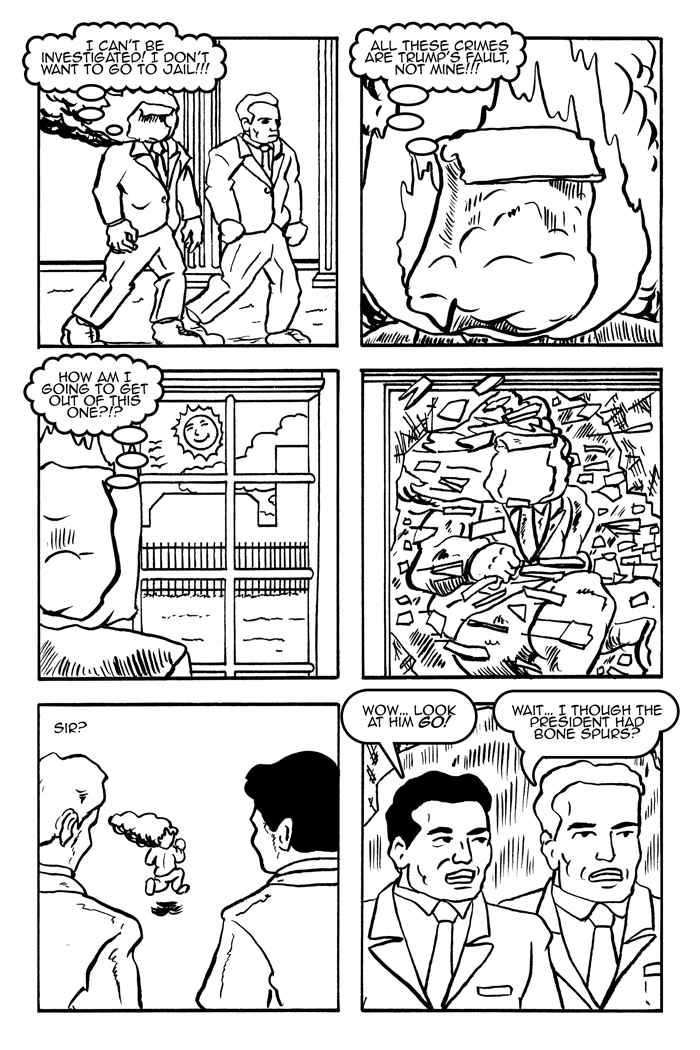 I CAN'T BE
INVESTIGATED! I DON'T
WANT TO GO TO JAIL!!!
ALL THESE CRIMES
ARE TRUMP'S FAULT,
NOT MINE!!!
HOW AM I
GOING TO GET
OUT OF THIS
ONE?!?
SIR?
WOW... LOOK
AT HIM GO!
WAIT... I THOUGH THE
PRESIDENT HAD
BONE SPURS?